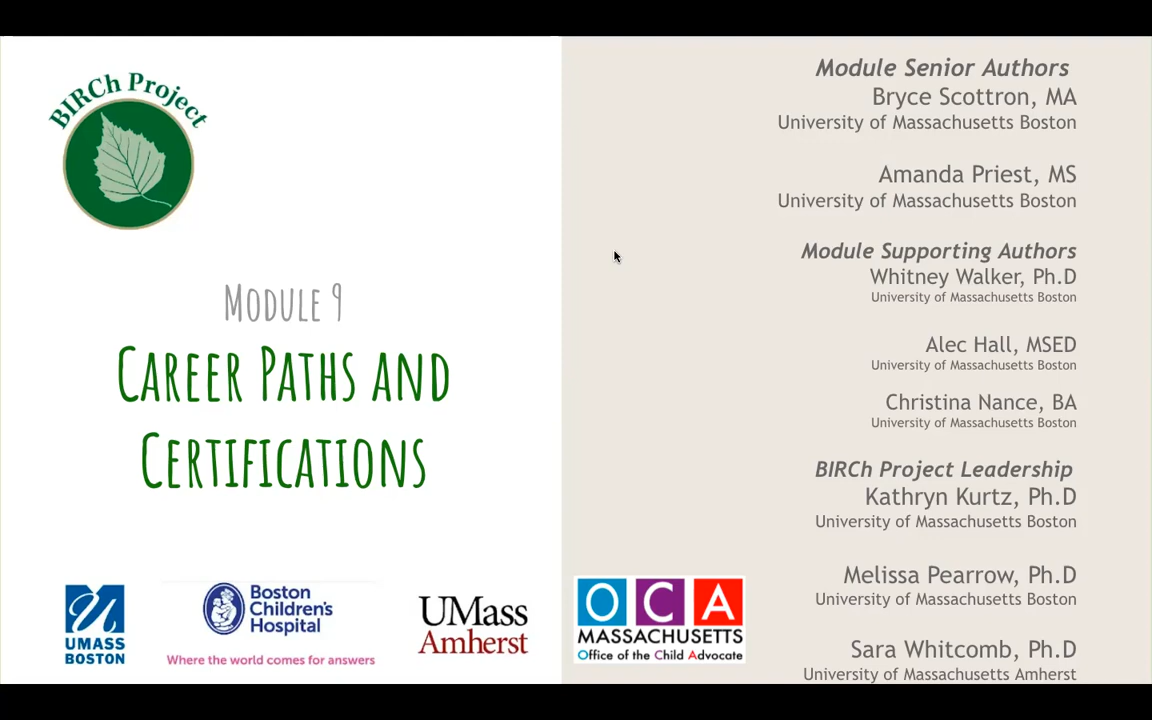 BIRCh Project
Module 9
Career Paths and
Certifications
UMASS
BOSTON
Boston
Children's
Hospital
Where the world comes for answers
UMass
Amherst
OCA
MASSACHUSETTS
Office of the Child Advocate
Module Senior Authors
Bryce Scottron, MA
University of Massachusetts Boston
Amanda Priest, MS
University of Massachusetts Boston
Module Supporting Authors
Whitney Walker, Ph.D
University of Massachusetts Boston
Alec Hall, MSED
University of Massachusetts Boston
Christina Nance, BA
University of Massachusetts Boston
BIRCh Project Leadership
Kathryn Kurtz, Ph.D
University of Massachusetts Boston
Melissa Pearrow, Ph.D
University of Massachusetts Boston
Sara Whitcomb, Ph.D
University of Massachusetts Amherst